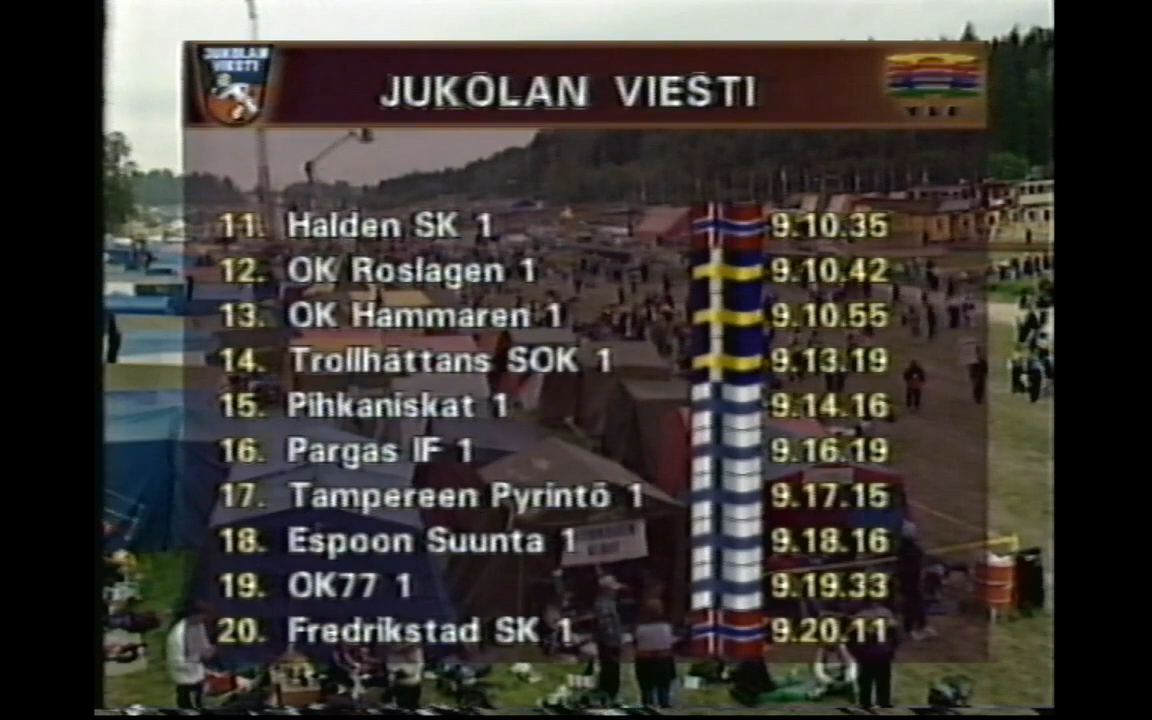 JUKOLAN
VIESTI
JUKOLAN VIESTI
11. Halden SK 1 9.10.35
12. OK Roslagen 1 9.10.42
13. OK Hammaren 1 9.10.55
14. Trollhättans SOK 1 9.13.19
15. Pihkaniskat 1 9.14.16
16. Pargas IF 1 9.16.19
17. Tampereen Pyrintö 1 9.17.15
18. Espoon Suunta 1 9.18.16
19. OK77 1 9.19.33
20. Fredrikstad SK 1 9.20.11